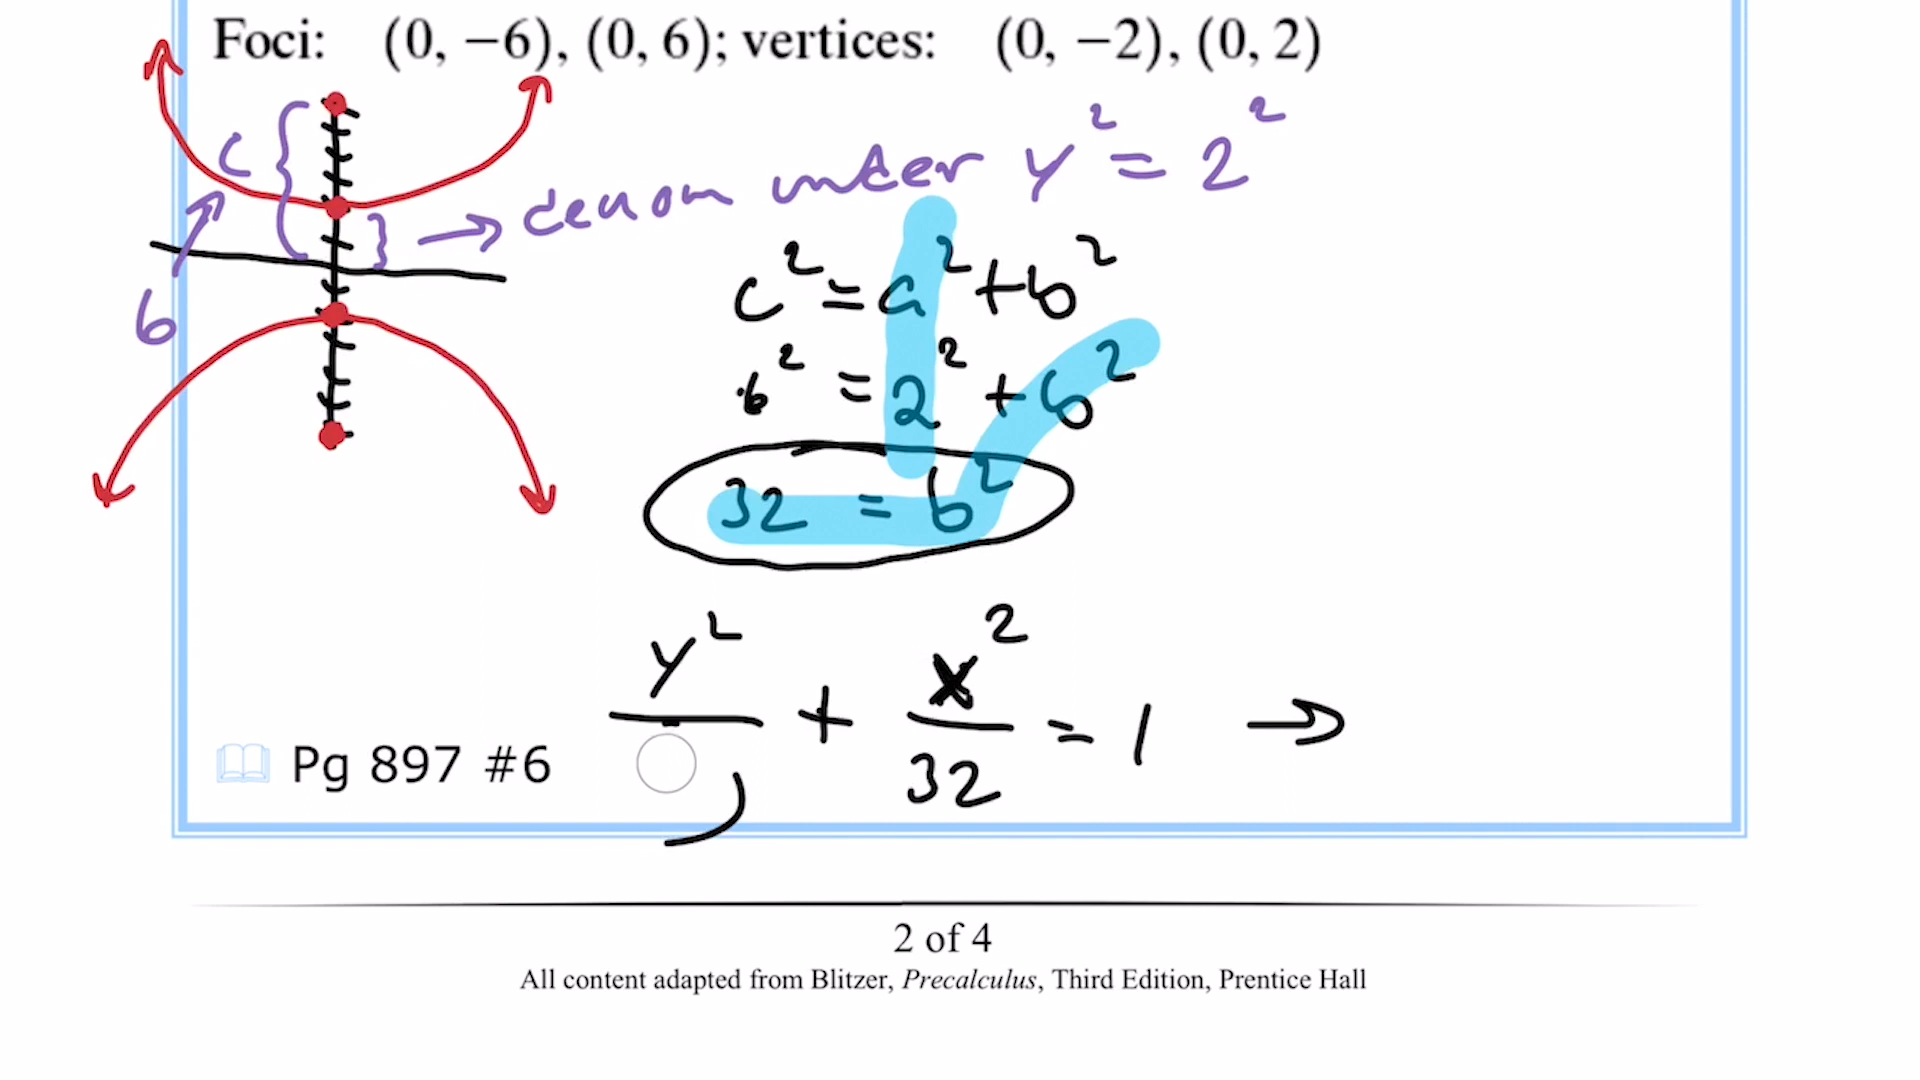 Foci: (0, −6), (0, 6); vertices: (0, −2), (0, 2)
c
6
→ denom under y² = 2²
c² = a² + b²
6² = 2² + b²
32 = b²
y² + x²/32 = 1 →
Pg 897 #6
2 of 4
All content adapted from Blitzer, Precalculus, Third Edition, Prentice Hall